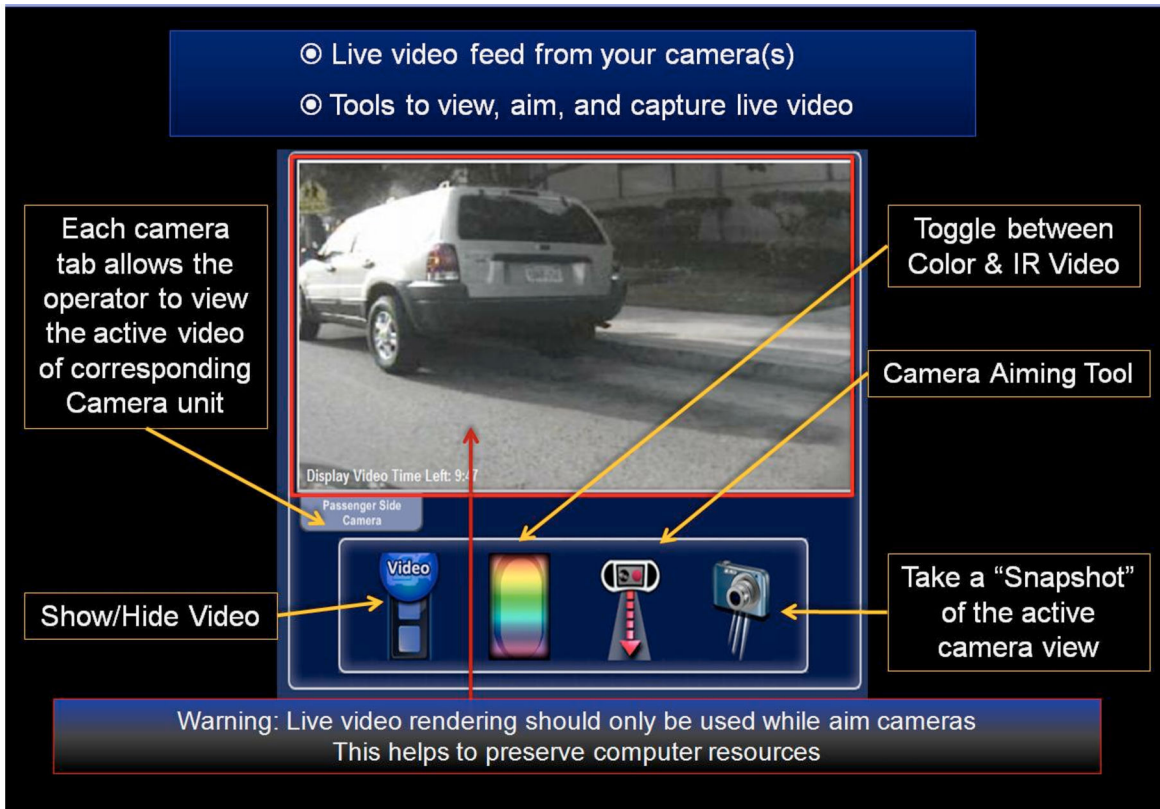 Live video feed from your camera(s)
Tools to view, aim, and capture live video
Each camera
tab allows the
operator to view
the active video
of corresponding
Camera unit
Toggle between
Color & IR Video
Camera Aiming Tool
Display Video Time Left: 9:47
Passenger Side
Camera
Video
Show/Hide Video
Take a “Snapshot”
of the active
camera view
Warning: Live video rendering should only be used while aim cameras
This helps to preserve computer resources